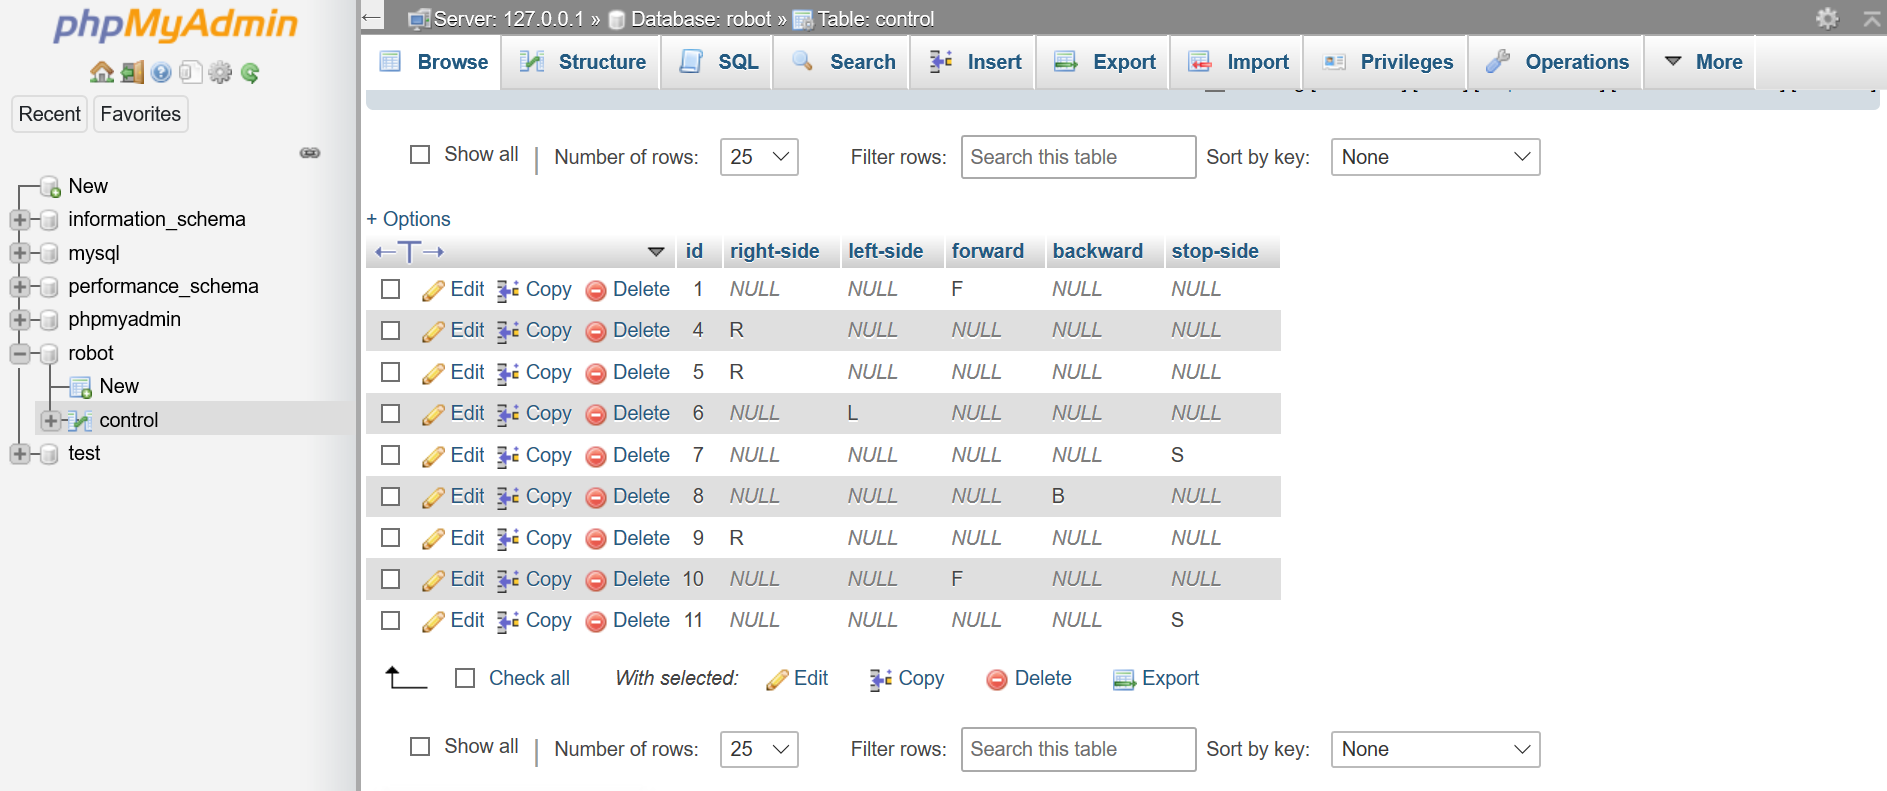 phpMyAdmin
Recent Favorites
New
information_schema
mysql
performance_schema
phpmyadmin
robot
New
control
test
Server: 127.0.0.1 » Database: robot » Table: control
Browse Structure SQL Search Insert Export Import Privileges Operations More
Show all Number of rows: 25 Filter rows: Search this table Sort by key: None
+ Options
id right-side left-side forward backward stop-side
Edit Copy Delete 1 NULL NULL F NULL NULL
Edit Copy Delete 4 R NULL NULL NULL NULL
Edit Copy Delete 5 R NULL NULL NULL NULL
Edit Copy Delete 6 NULL L NULL NULL NULL
Edit Copy Delete 7 NULL NULL NULL NULL S
Edit Copy Delete 8 NULL NULL NULL B NULL
Edit Copy Delete 9 R NULL NULL NULL NULL
Edit Copy Delete 10 NULL NULL F NULL NULL
Edit Copy Delete 11 NULL NULL NULL NULL S
Check all With selected: Edit Copy Delete Export
Show all Number of rows: 25 Filter rows: Search this table Sort by key: None